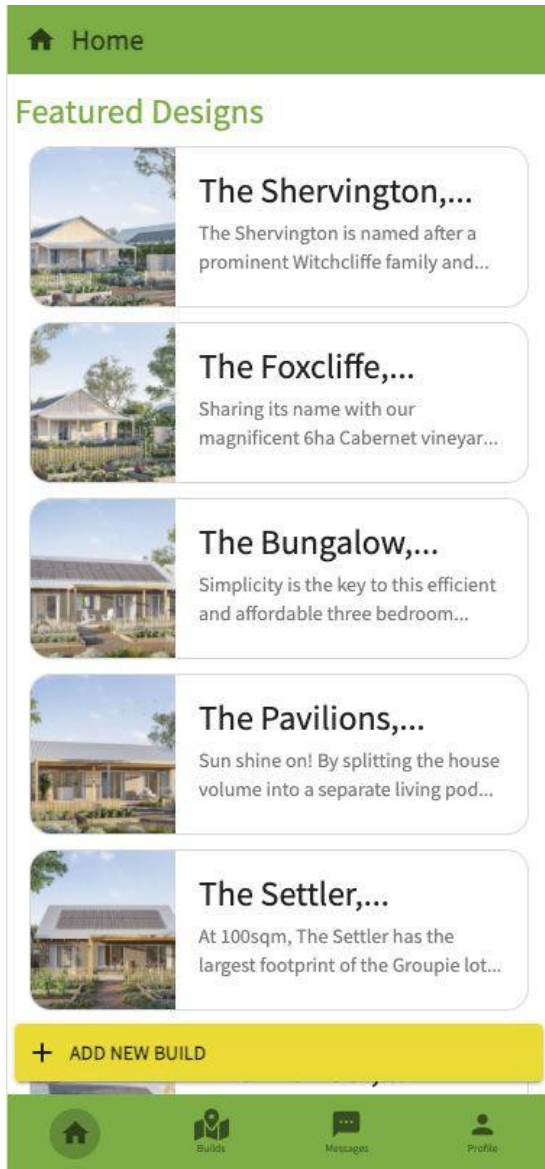 Home
Featured Designs
The Shervington,...
The Shervington is named after a
prominent Witchcliffe family and...
The Foxcliffe,...
Sharing its name with our
magnificent 6ha Cabernet vineyar...
The Bungalow,...
Simplicity is the key to this efficient
and affordable three bedroom...
The Pavilions,...
Sun shine on! By splitting the house
volume into a separate living pod...
The Settler,...
At 100sqm, The Settler has the
largest footprint of the Groupie lot...
ADD NEW BUILD
Builds
Messages
Profile